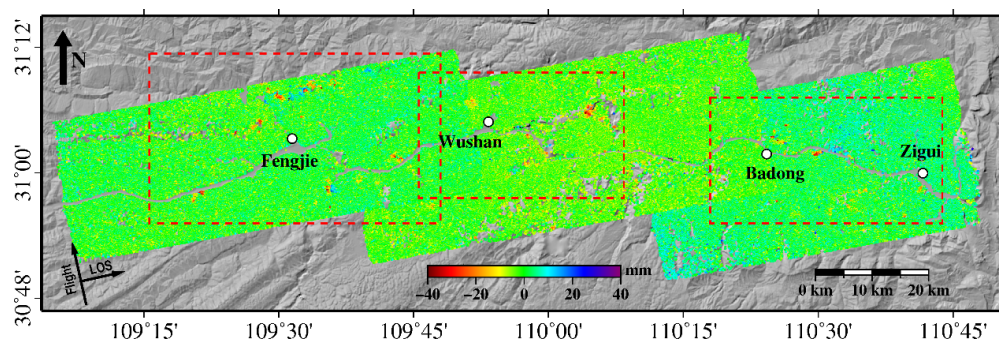 31°12'
31°00'
30°48'
N
Fengjie
Wushan
Badong
Zigui
Flight
LOS
mm
−40 −20 0 20 40
0 km 10 km 20 km
109°15' 109°30' 109°45' 110°00' 110°15' 110°30' 110°45'